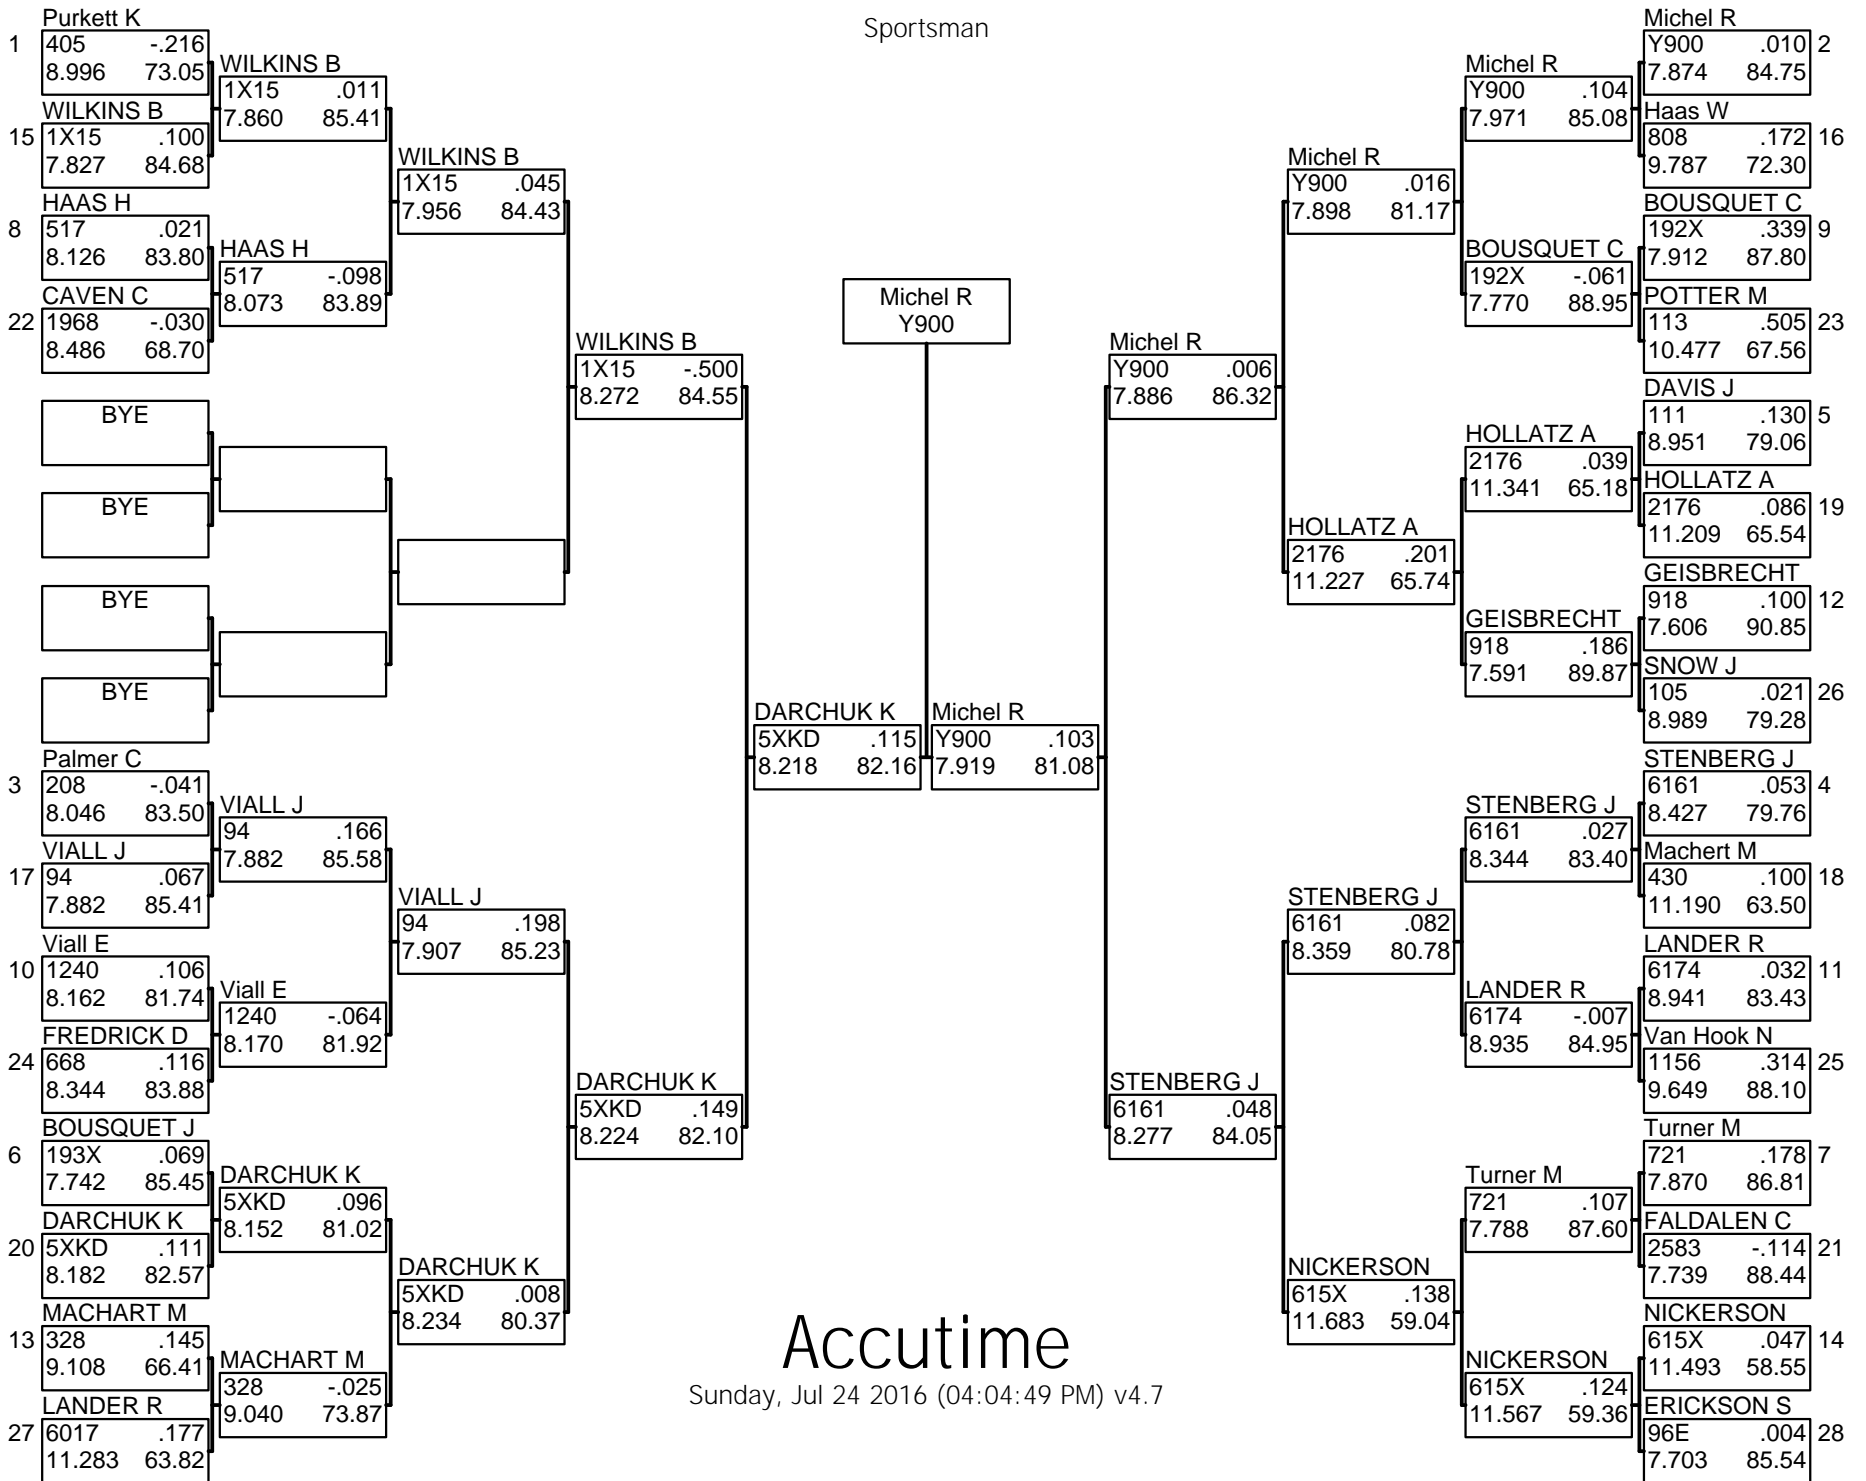 Sportsman
Purkett K
1
405 -.216
8.996 73.05
WILKINS B
15
1X15 .100
7.827 84.68
HAAS H
8
517 .021
8.126 83.80
CAVEN C
22
1968 -.030
8.486 68.70
BYE
BYE
BYE
BYE
Palmer C
3
208 -.041
8.046 83.50
VIALL J
17
94 .067
7.882 85.41
Viall E
10
1240 .106
8.162 81.74
FREDRICK D
24
668 .116
8.344 83.88
BOUSQUET J
6
193X .069
7.742 85.45
DARCHUK K
20
5XKD .111
8.182 82.57
MACHART M
13
328 .145
9.108 66.41
LANDER R
27
6017 .177
11.283 63.82
WILKINS B
1X15 .011
7.860 85.41
HAAS H
517 -.098
8.073 83.89
VIALL J
94 .166
7.882 85.58
Viall E
1240 -.064
8.170 81.92
DARCHUK K
5XKD .096
8.152 81.02
MACHART M
328 -.025
9.040 73.87
WILKINS B
1X15 .045
7.956 84.43
VIALL J
94 .198
7.907 85.23
DARCHUK K
5XKD .008
8.234 80.37
WILKINS B
1X15 -.500
8.272 84.55
DARCHUK K
5XKD .149
8.224 82.10
DARCHUK K
5XKD .115
8.218 82.16
Michel R
Y900
Michel R
Y900 .103
7.919 81.08
Michel R
Y900 .006
7.886 86.32
STENBERG J
6161 .048
8.277 84.05
Michel R
Y900 .016
7.898 81.17
HOLLATZ A
2176 .201
11.227 65.74
STENBERG J
6161 .082
8.359 80.78
NICKERSON
615X .138
11.683 59.04
Michel R
Y900 .104
7.971 85.08
BOUSQUET C
192X -.061
7.770 88.95
HOLLATZ A
2176 .039
11.341 65.18
GEISBRECHT
918 .186
7.591 89.87
STENBERG J
6161 .027
8.344 83.40
LANDER R
6174 -.007
8.935 84.95
Turner M
721 .107
7.788 87.60
NICKERSON
615X .124
11.567 59.36
Michel R
Y900 .010
2
7.874 84.75
Haas W
808 .172
16
9.787 72.30
BOUSQUET C
192X .339
9
7.912 87.80
POTTER M
113 .505
23
10.477 67.56
DAVIS J
111 .130
5
8.951 79.06
HOLLATZ A
2176 .086
19
11.209 65.54
GEISBRECHT
918 .100
12
7.606 90.85
SNOW J
105 .021
26
8.989 79.28
STENBERG J
6161 .053
4
8.427 79.76
Machert M
430 .100
18
11.190 63.50
LANDER R
6174 .032
11
8.941 83.43
Van Hook N
1156 .314
25
9.649 88.10
Turner M
721 .178
7
7.870 86.81
FALDALEN C
2583 -.114
21
7.739 88.44
NICKERSON
615X .047
14
11.493 58.55
ERICKSON S
96E .004
28
7.703 85.54
Accutime
Sunday, Jul 24 2016 (04:04:49 PM) v4.7